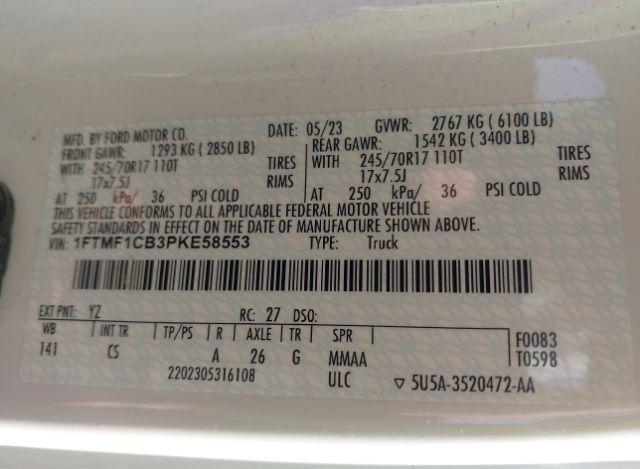 MFD. BY FORD MOTOR CO. DATE: 05/23 GVWR: 2767 KG ( 6100 LB)
FRONT GAWR: 1293 KG ( 2850 LB) REAR GAWR: 1542 KG ( 3400 LB)
WITH 245/70R17 110T TIRES WITH 245/70R17 110T TIRES
17x7.5J RIMS 17x7.5J RIMS
AT 250 kPa/ 36 PSI COLD AT 250 kPa/ 36 PSI COLD
THIS VEHICLE CONFORMS TO ALL APPLICABLE FEDERAL MOTOR VEHICLE
SAFETY STANDARDS IN EFFECT ON THE DATE OF MANUFACTURE SHOWN ABOVE.
VIN: 1FTMF1CB3PKE58553 TYPE: Truck
EXT PNT: YZ RC: 27 DSO:
WB INT TR TP/PS R AXLE TR SPR F0083
141 CS A 26 G MMAA T0598
2202305316108 ULC ▽ 5U5A-3520472-AA